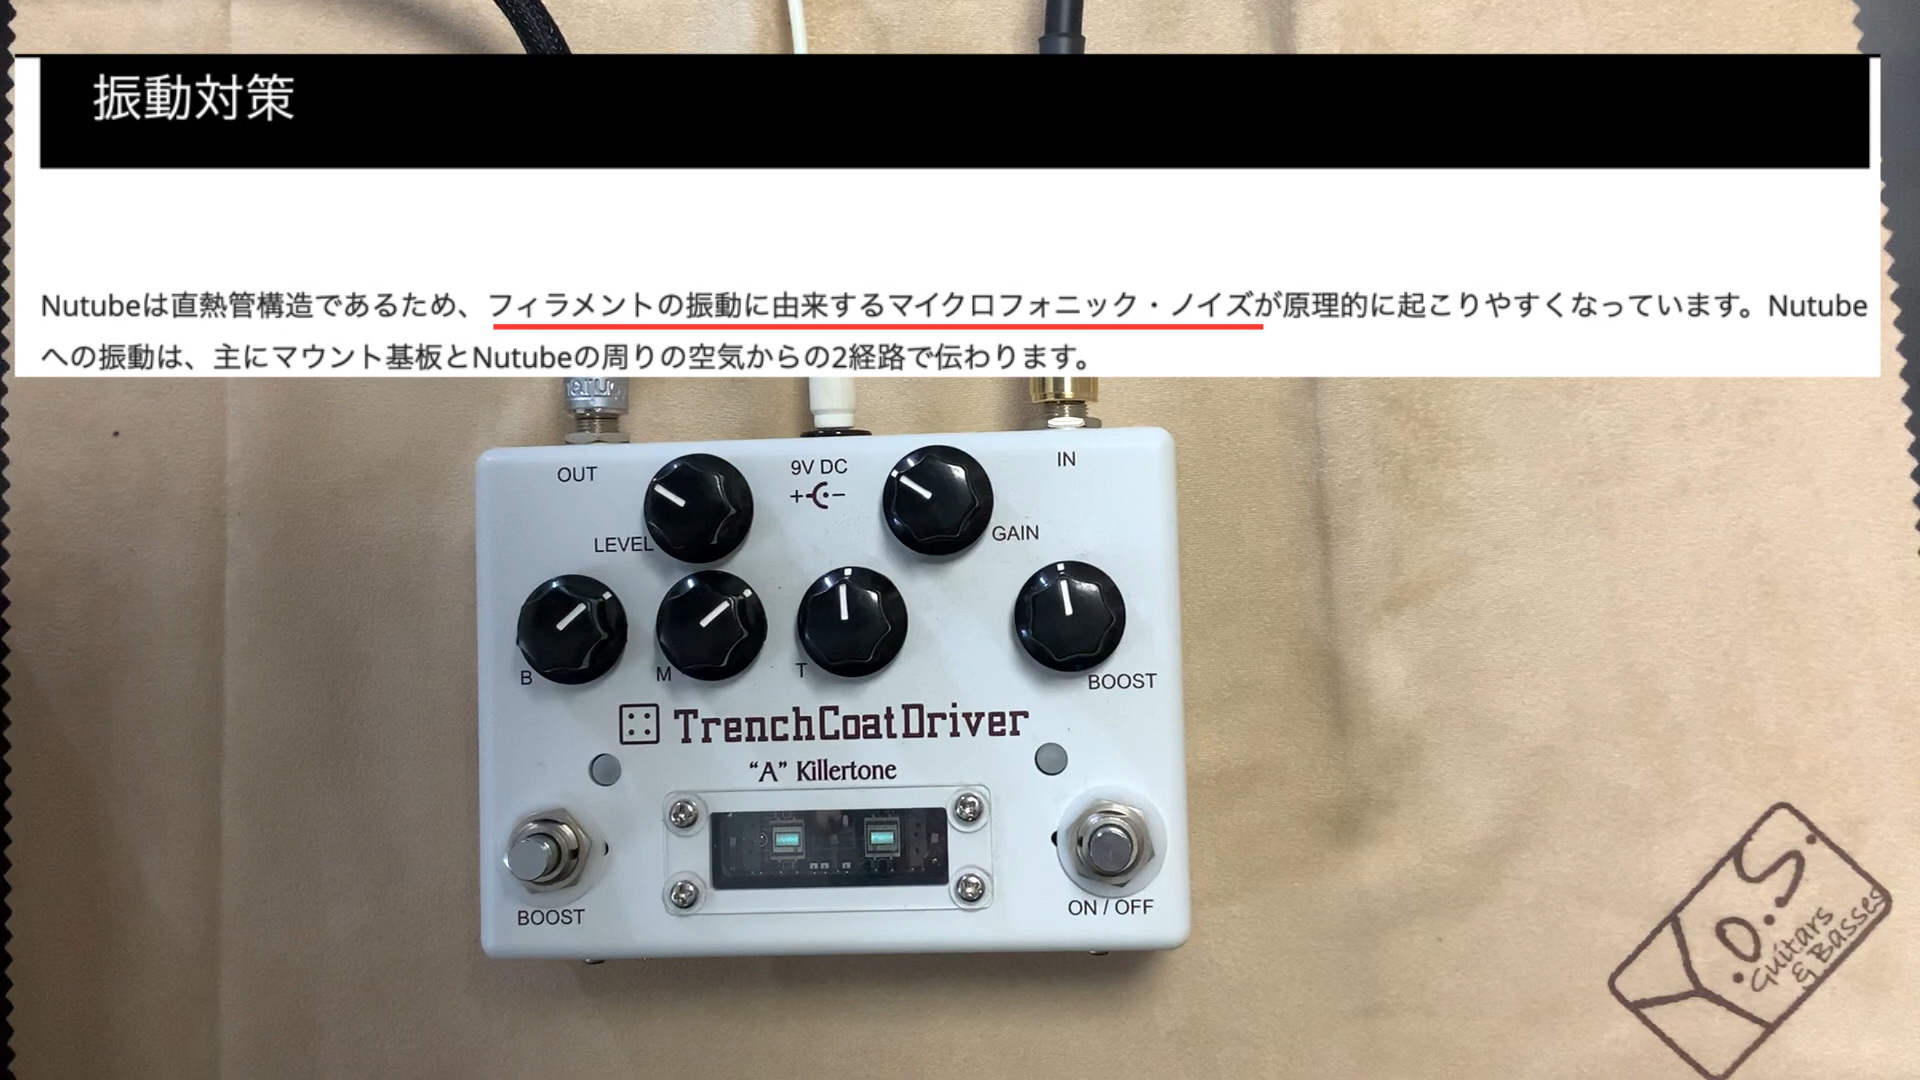 振動対策
Nutubeは直熱管構造であるため、フィラメントの振動に由来するマイクロフォニック・ノイズが原理的に起こりやすくなっています。Nutube
への振動は、主にマウント基板とNutubeの周りの空気からの2経路で伝わります。
OUT
9V DC
IN
LEVEL
GAIN
B
M
T
BOOST
TrenchCoatDriver
“A” Killertone
BOOST
ON / OFF
Y.O.S.
Guitars
& Basses